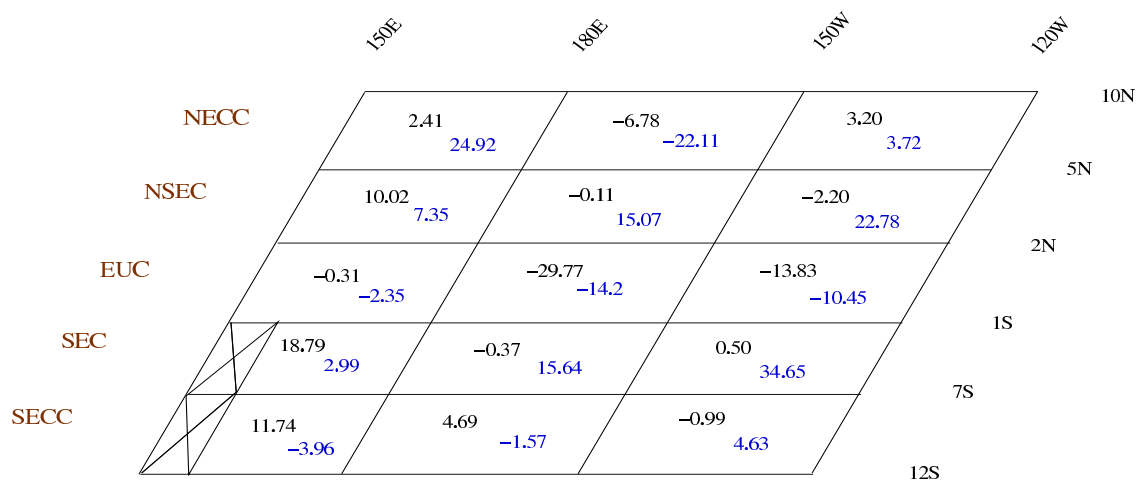 150E 180E 150W 120W
10N
NECC 2.41 −6.78 3.20
24.92 −22.11 3.72
5N
NSEC 10.02 −0.11 −2.20
7.35 15.07 22.78
2N
EUC −0.31 −29.77 −13.83
−2.35 −14.2 −10.45
1S
SEC 18.79 −0.37 0.50
2.99 15.64 34.65
7S
SECC 11.74 4.69 −0.99
−3.96 −1.57 4.63
12S